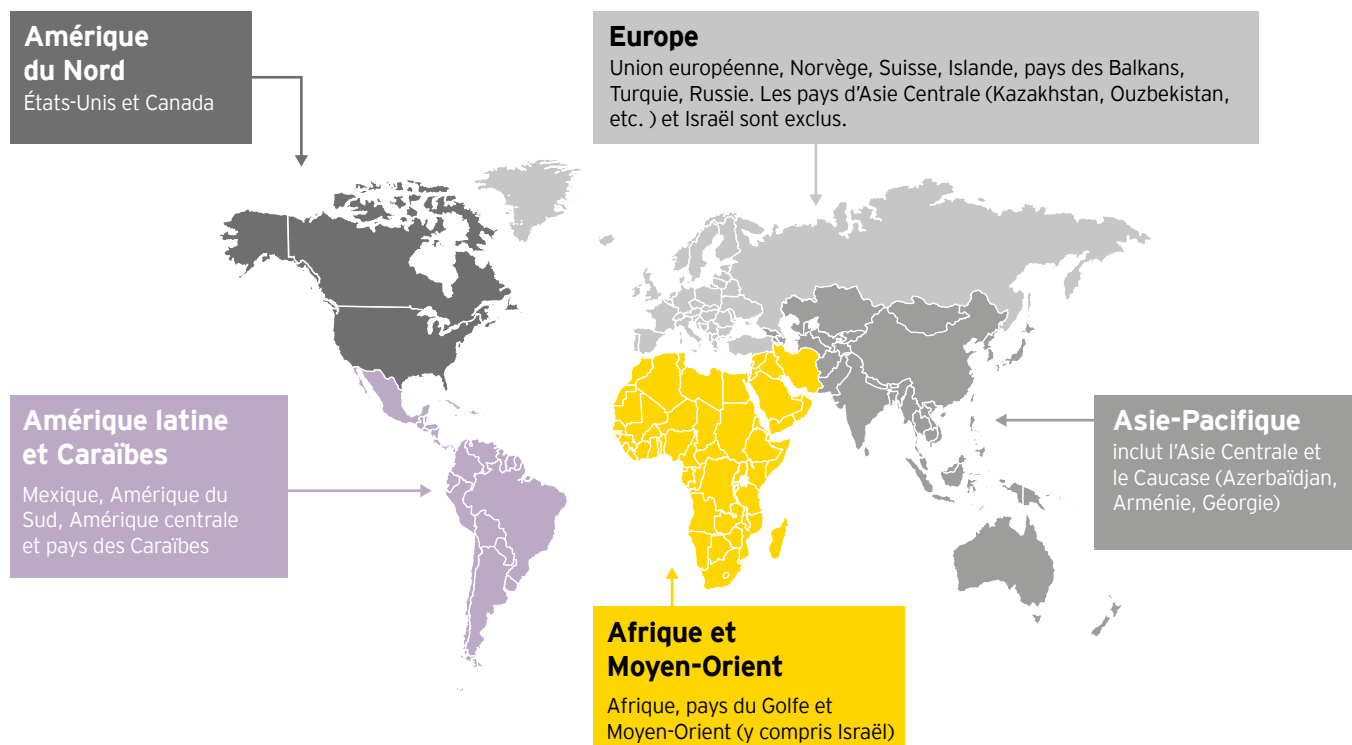 Amérique
du Nord
États-Unis et Canada
Europe
Union européenne, Norvège, Suisse, Islande, pays des Balkans,
Turquie, Russie. Les pays d’Asie Centrale (Kazakhstan, Ouzbekistan,
etc. ) et Israël sont exclus.
Amérique latine
et Caraïbes
Mexique, Amérique du
Sud, Amérique centrale
et pays des Caraïbes
Asie-Pacifique
inclut l’Asie Centrale et
le Caucase (Azerbaïdjan,
Arménie, Géorgie)
Afrique et
Moyen-Orient
Afrique, pays du Golfe et
Moyen-Orient (y compris Israël)